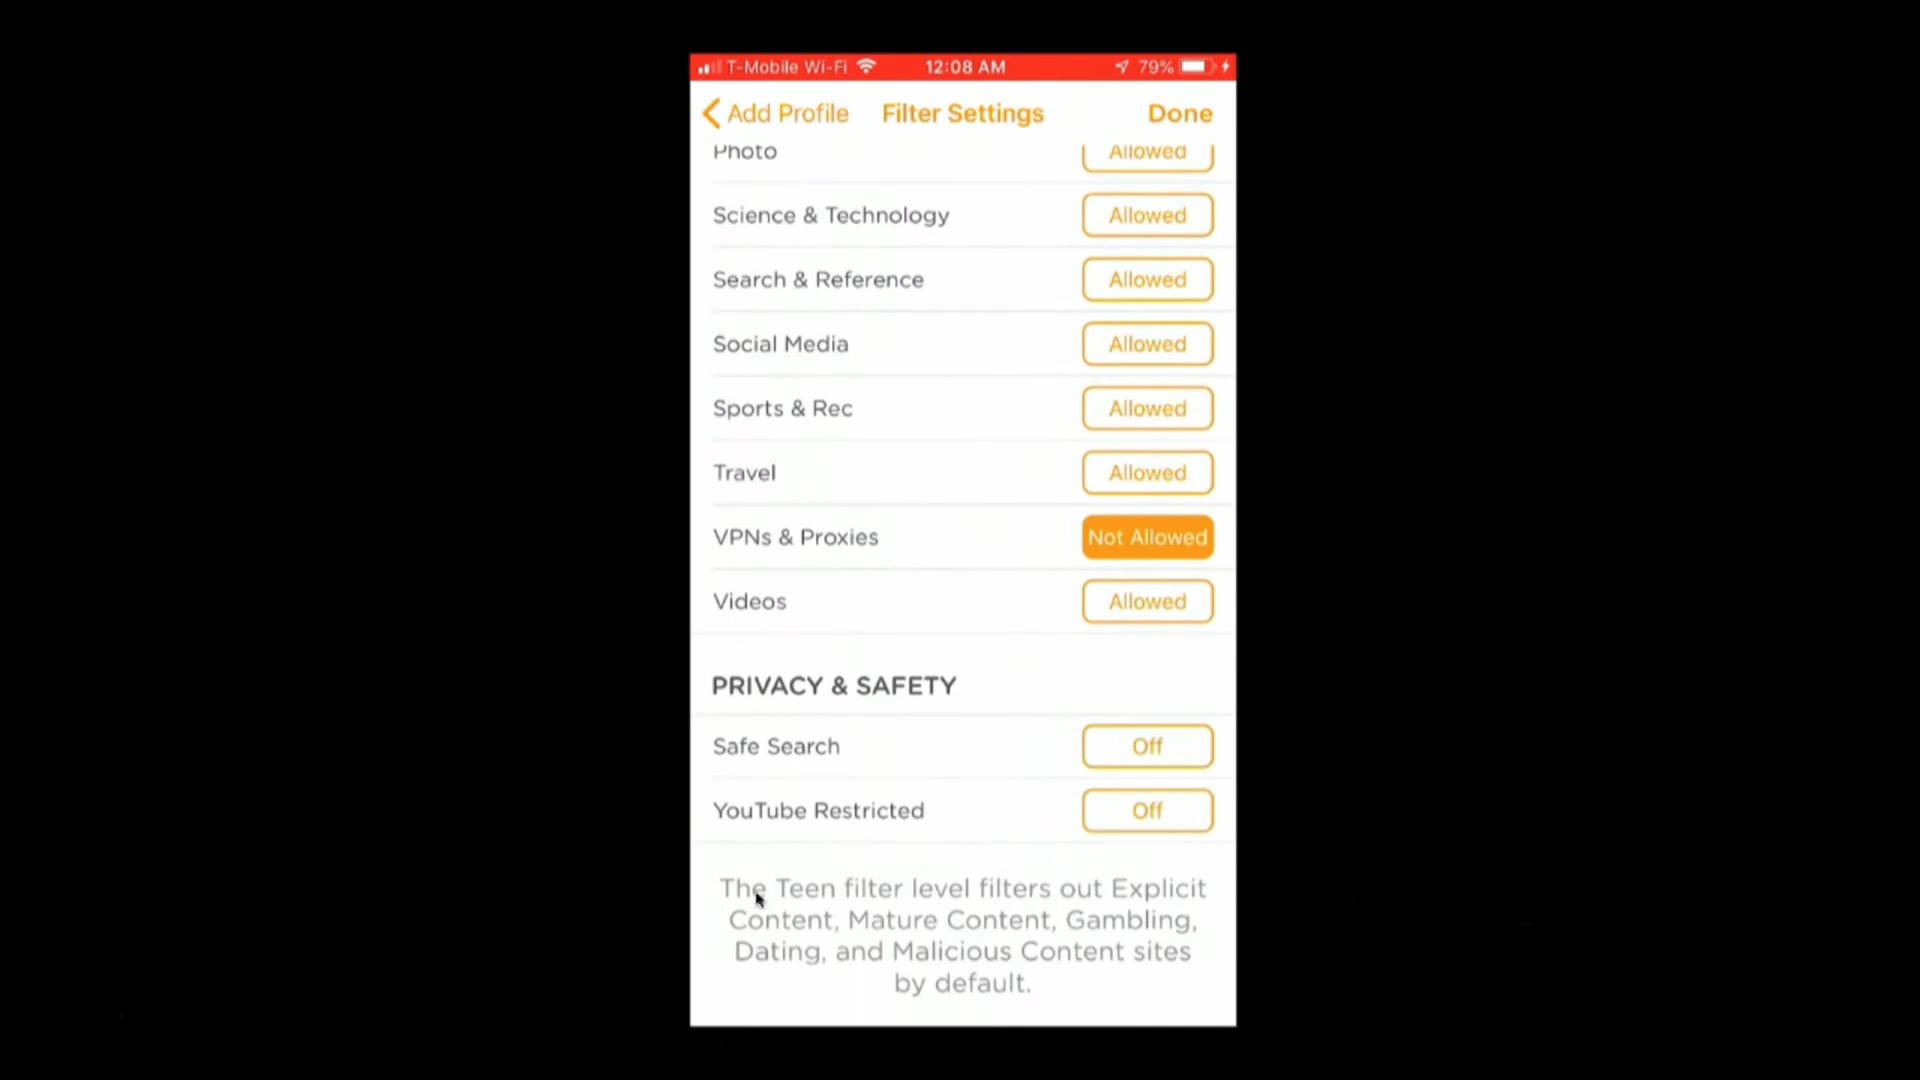 T-Mobile Wi-Fi 12:08 AM 79%
Add Profile Filter Settings Done
Photo Allowed
Science & Technology Allowed
Search & Reference Allowed
Social Media Allowed
Sports & Rec Allowed
Travel Allowed
VPNs & Proxies Not Allowed
Videos Allowed
PRIVACY & SAFETY
Safe Search Off
YouTube Restricted Off
The Teen filter level filters out Explicit
Content, Mature Content, Gambling,
Dating, and Malicious Content sites
by default.